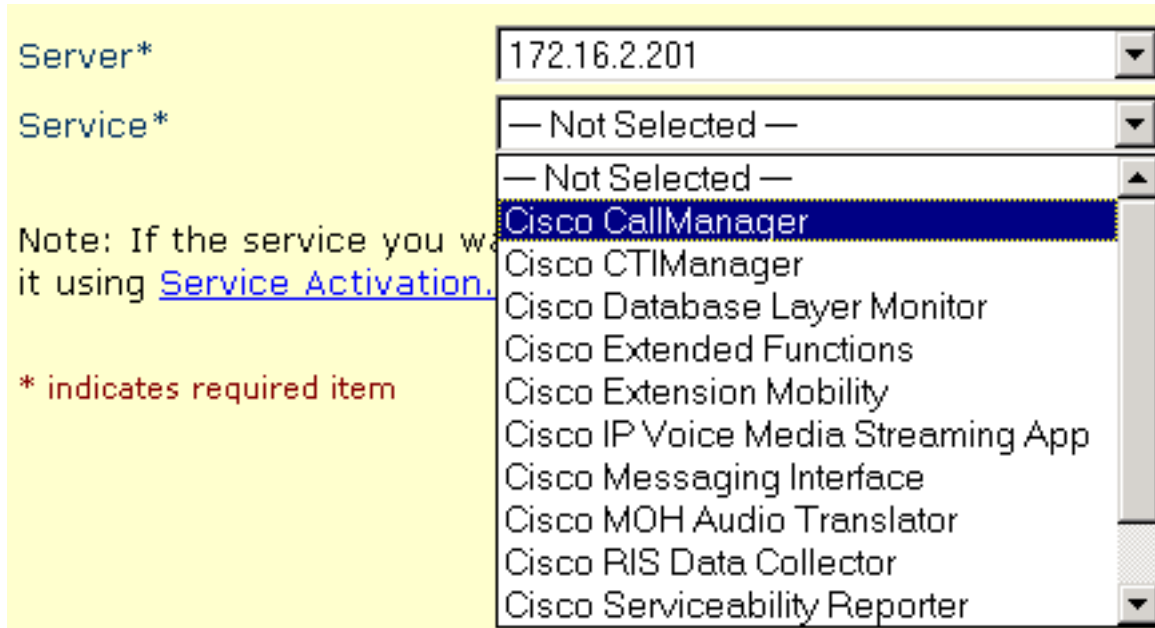 Server*
172.16.2.201
Service*
— Not Selected —
— Not Selected —
Cisco CallManager
Note: If the service you
it using Service Activation.
Cisco CTIManager
Cisco Database Layer Monitor
Cisco Extended Functions
* indicates required item
Cisco Extension Mobility
Cisco IP Voice Media Streaming App
Cisco Messaging Interface
Cisco MOH Audio Translator
Cisco RIS Data Collector
Cisco Serviceability Reporter